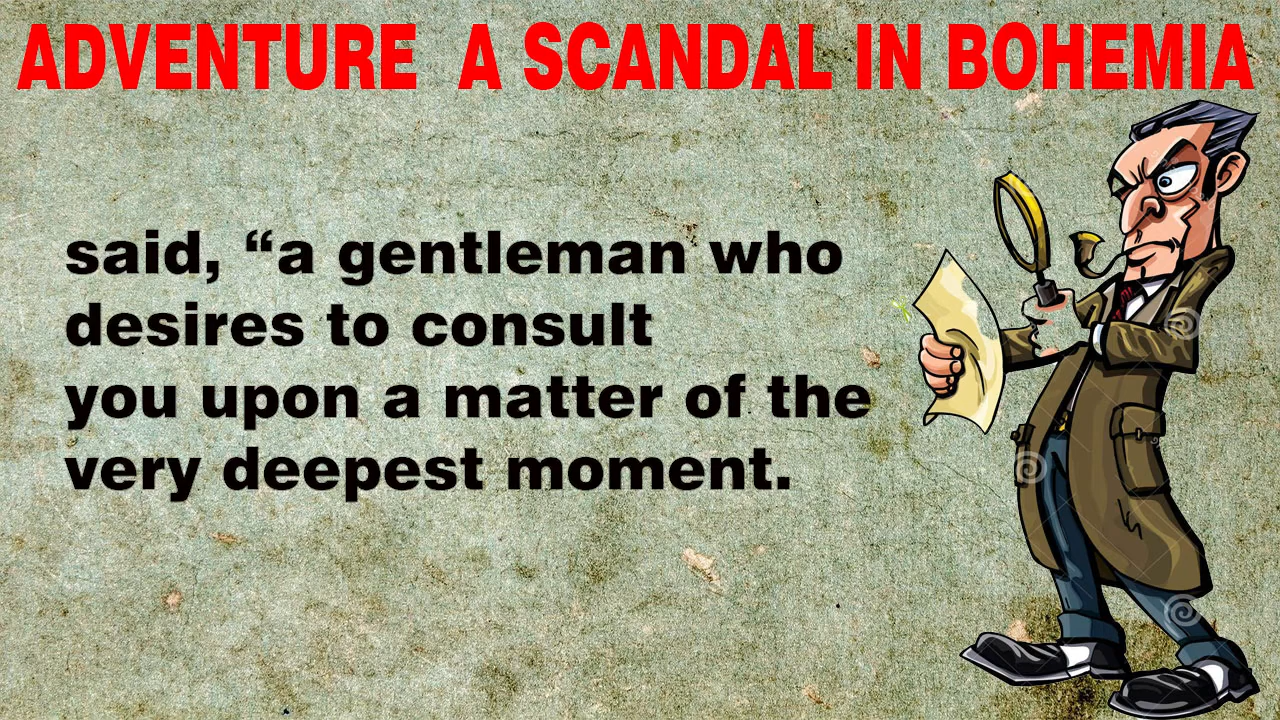 ADVENTURE A SCANDAL IN BOHEMIA
said, “a gentleman who
desires to consult
you upon a matter of the
very deepest moment.